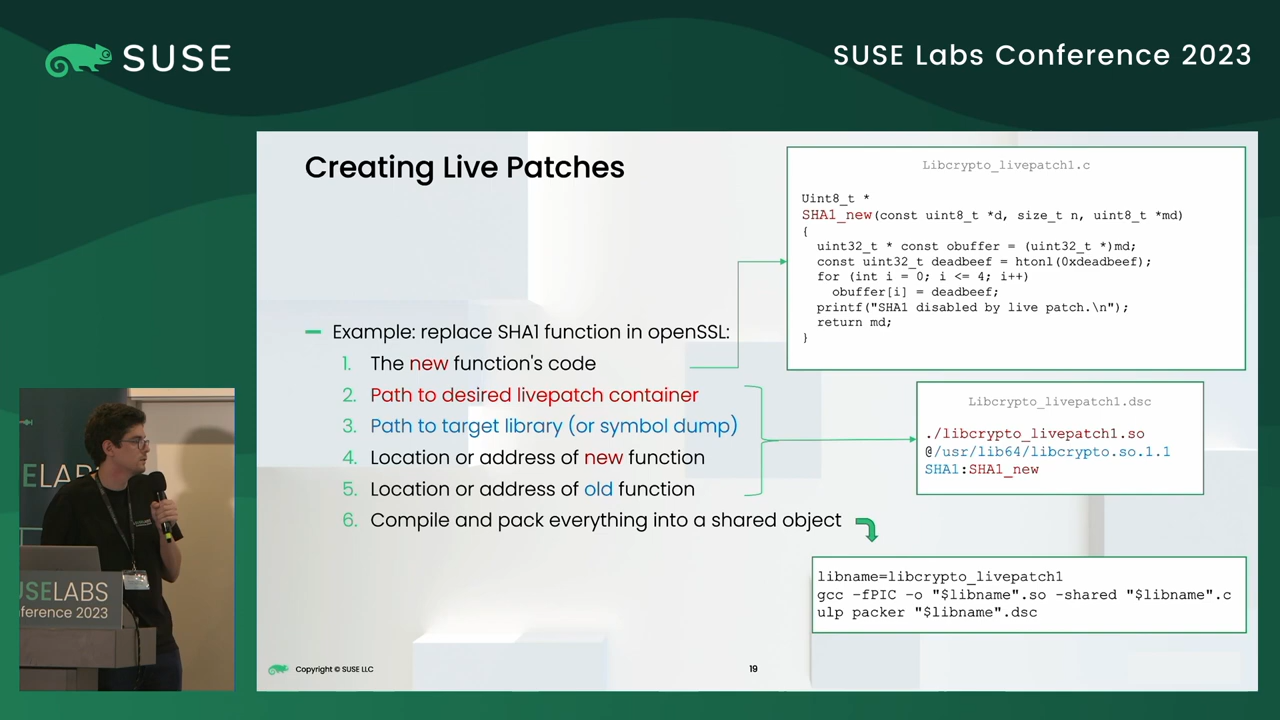 SUSE
SUSE Labs Conference 2023
Creating Live Patches
Example: replace SHA1 function in openSSL:
1. The new function's code
2. Path to desired livepatch container
3. Path to target library (or symbol dump)
4. Location or address of new function
5. Location or address of old function
6. Compile and pack everything into a shared object
Libcrypto_livepatch1.c
Uint8_t *
SHA1_new(const uint8_t *d, size_t n, uint8_t *md)
{
uint32_t * const obuffer = (uint32_t *)md;
const uint32_t deadbeef = htonl(0xdeadbeef);
for (int i = 0; i <= 4; i++)
obuffer[i] = deadbeef;
printf("SHA1 disabled by live patch.\n");
return md;
}
Libcrypto_livepatch1.dsc
./libcrypto_livepatch1.so
@/usr/lib64/libcrypto.so.1.1
SHA1:SHA1_new
libname=libcrypto_livepatch1
gcc -fPIC -o "$libname".so -shared "$libname".c
ulp packer "$libname".dsc
Copyright © SUSE LLC
19
SELAB
USELABS
nference 2023